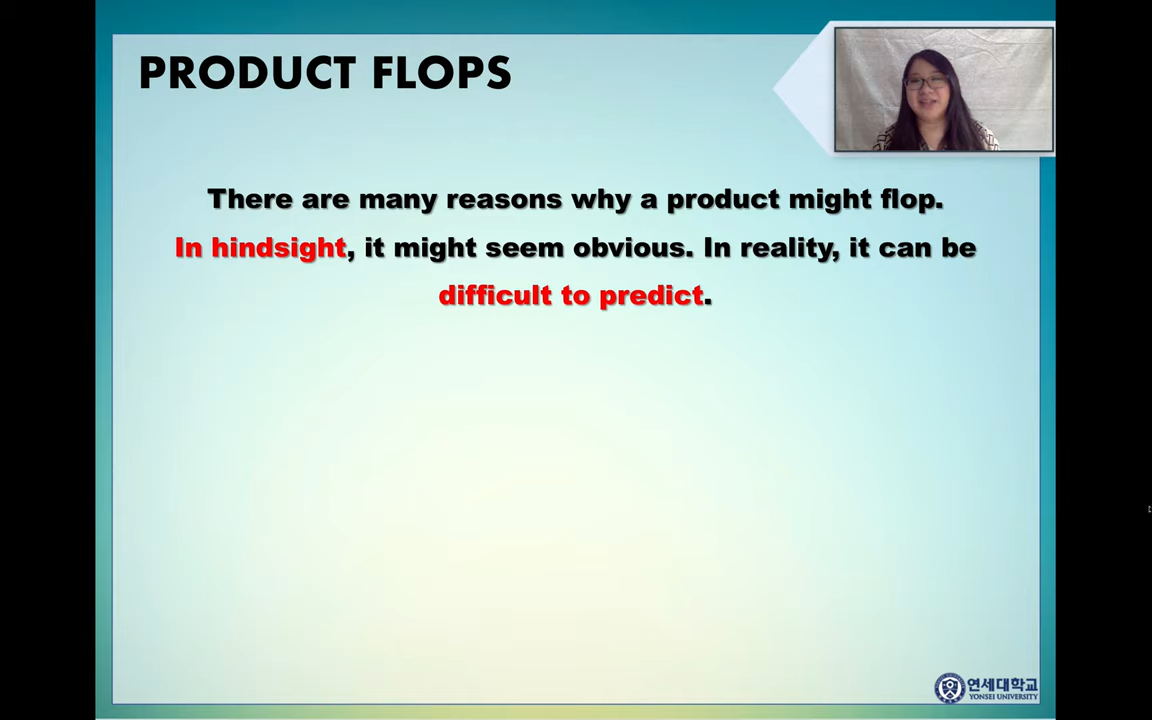 PRODUCT FLOPS
There are many reasons why a product might flop.
In hindsight, it might seem obvious. In reality, it can be
difficult to predict.
연세대학교
YONSEI UNIVERSITY